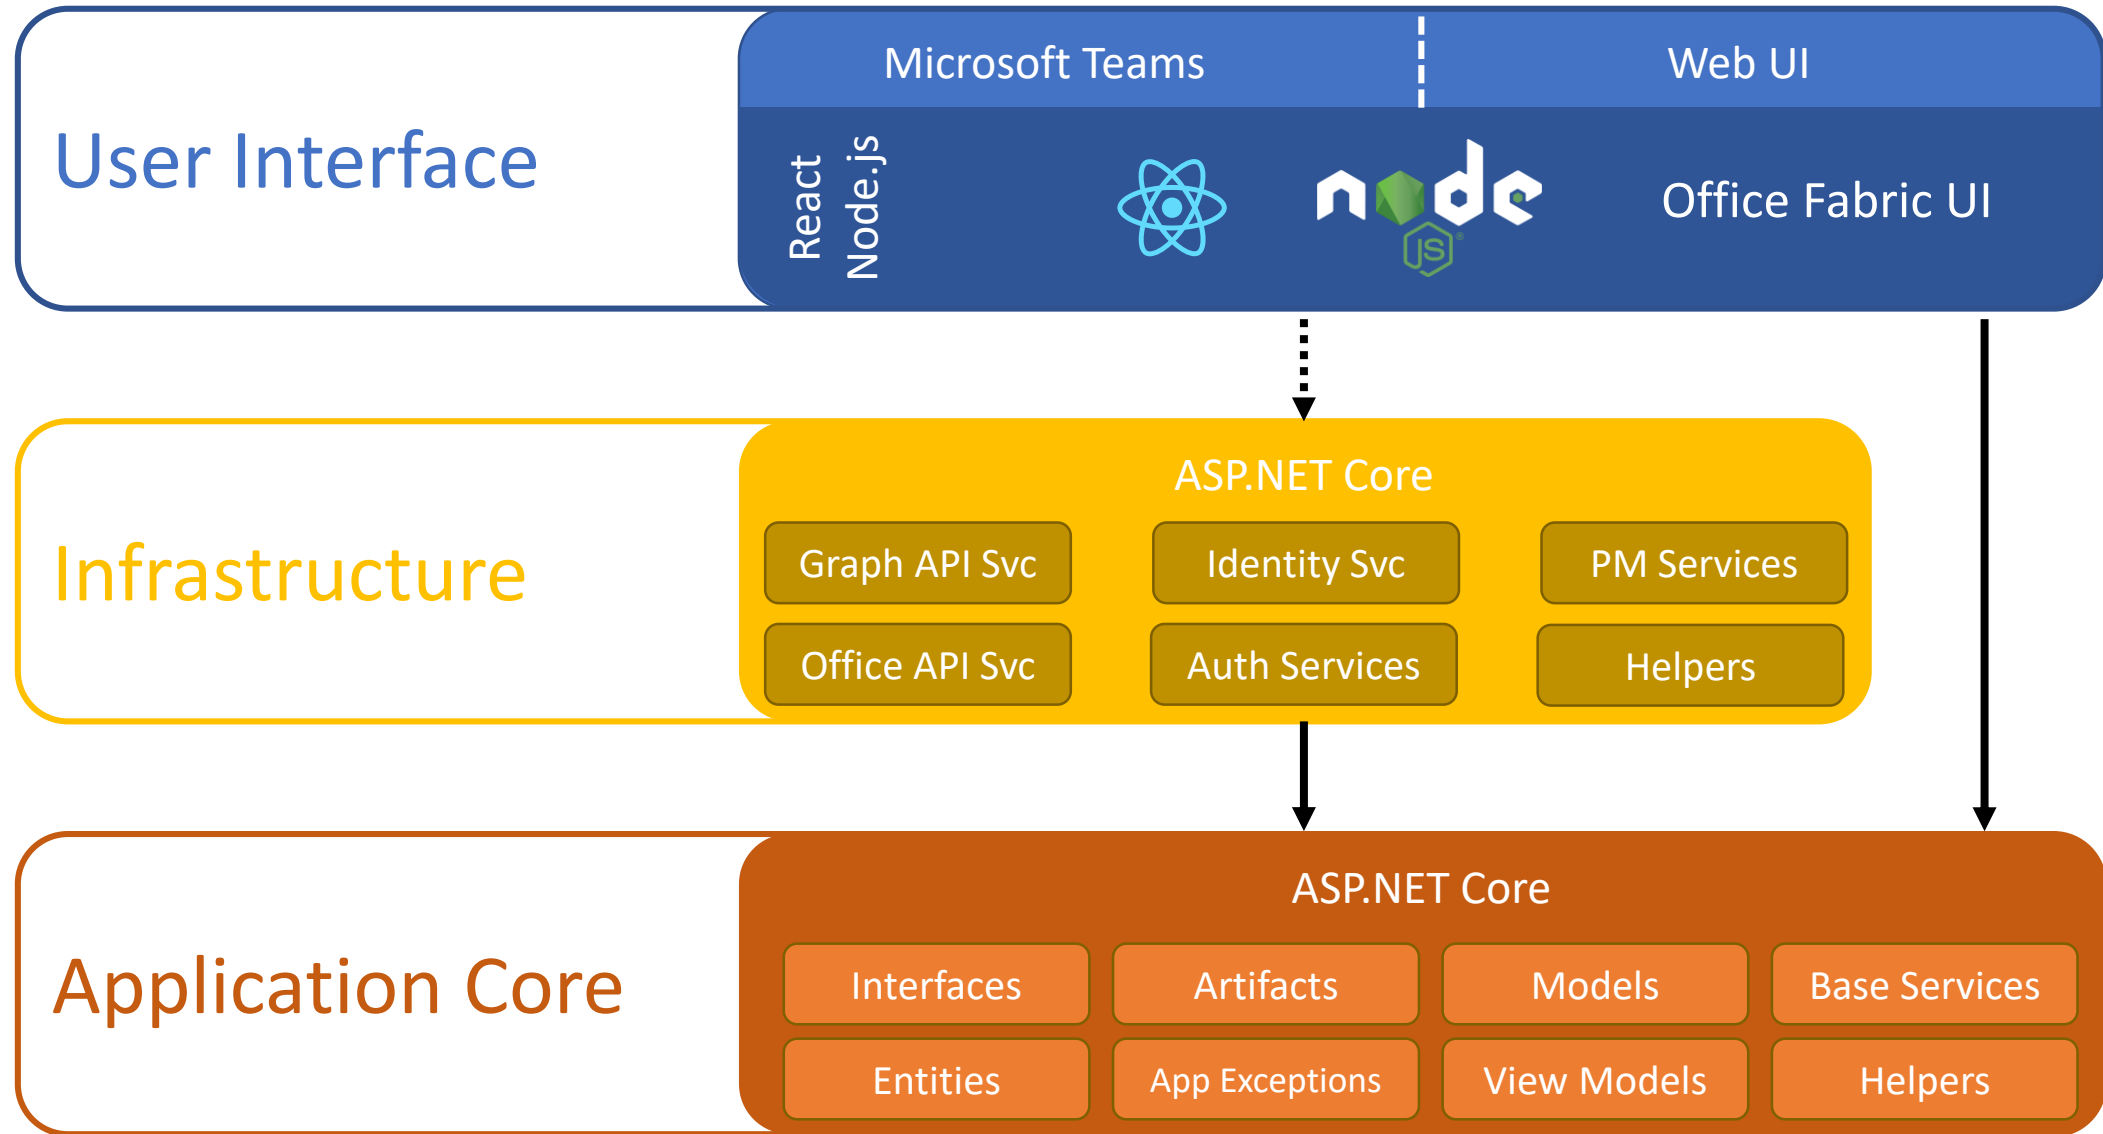 Microsoft Teams
Web UI
User Interface
React
Node.js
node
JS
®
Office Fabric UI
ASP.NET Core
Infrastructure
Graph API Svc
Identity Svc
PM Services
Office API Svc
Auth Services
Helpers
ASP.NET Core
Application Core
Interfaces
Artifacts
Models
Base Services
Entities
App Exceptions
View Models
Helpers